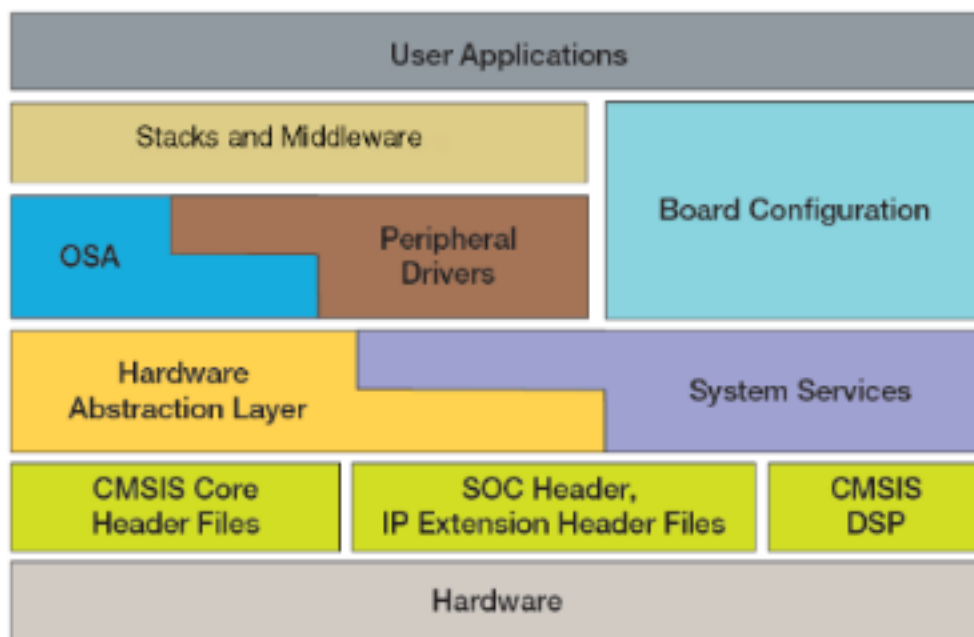 User Applications
Stacks and Middleware
Board Configuration
OSA
Peripheral
Drivers
Hardware
Abstraction Layer
System Services
CMSIS Core
Header Files
SOC Header,
IP Extension Header Files
CMSIS
DSP
Hardware